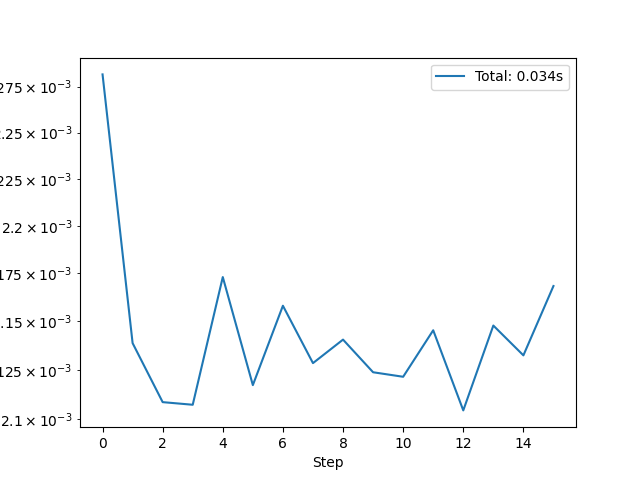 Total: 0.034s
275 × 10⁻³
2.25 × 10⁻³
225 × 10⁻³
2.2 × 10⁻³
175 × 10⁻³
.15 × 10⁻³
125 × 10⁻³
2.1 × 10⁻³
0 2 4 6 8 10 12 14
Step